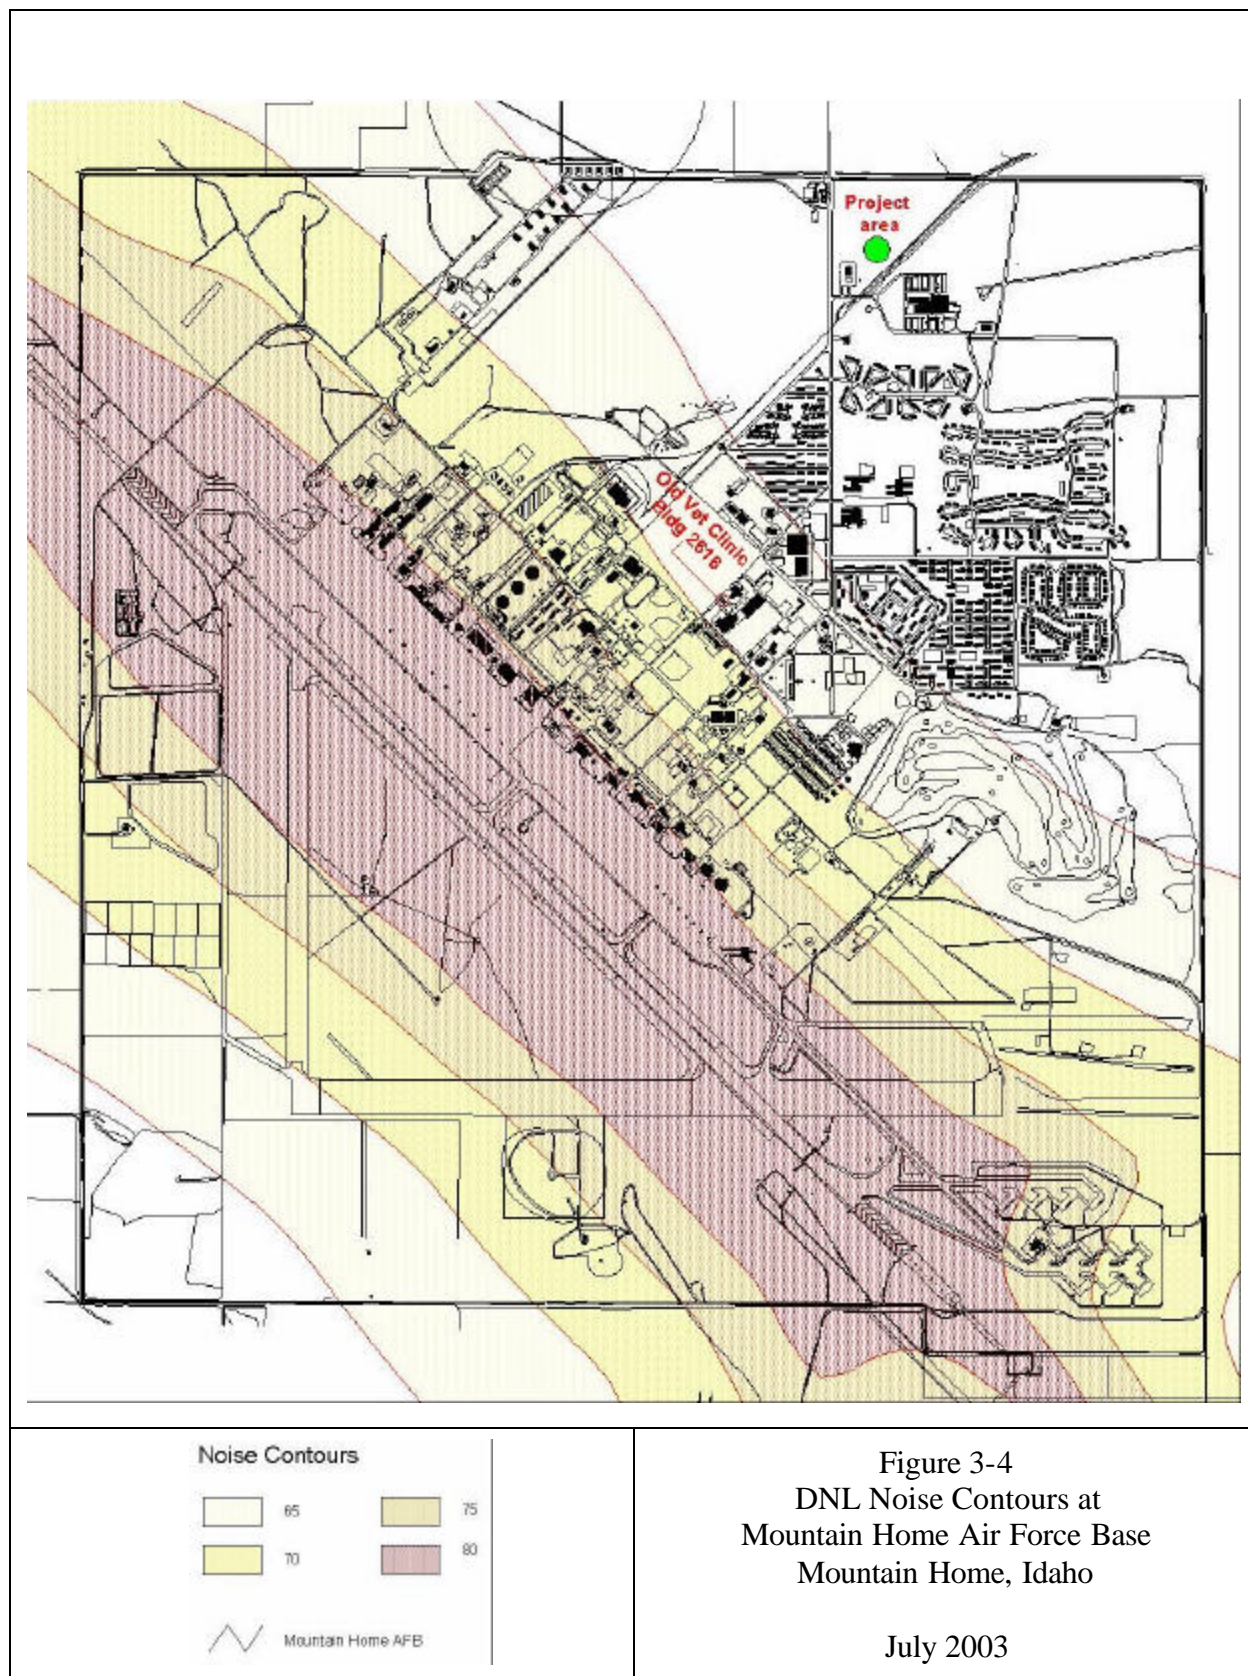 Project
area
Old Vet Clinic
Bldg 2618
Noise Contours
65
75
70
80
Mountain Home AFB
Figure 3-4
DNL Noise Contours at
Mountain Home Air Force Base
Mountain Home, Idaho
July 2003